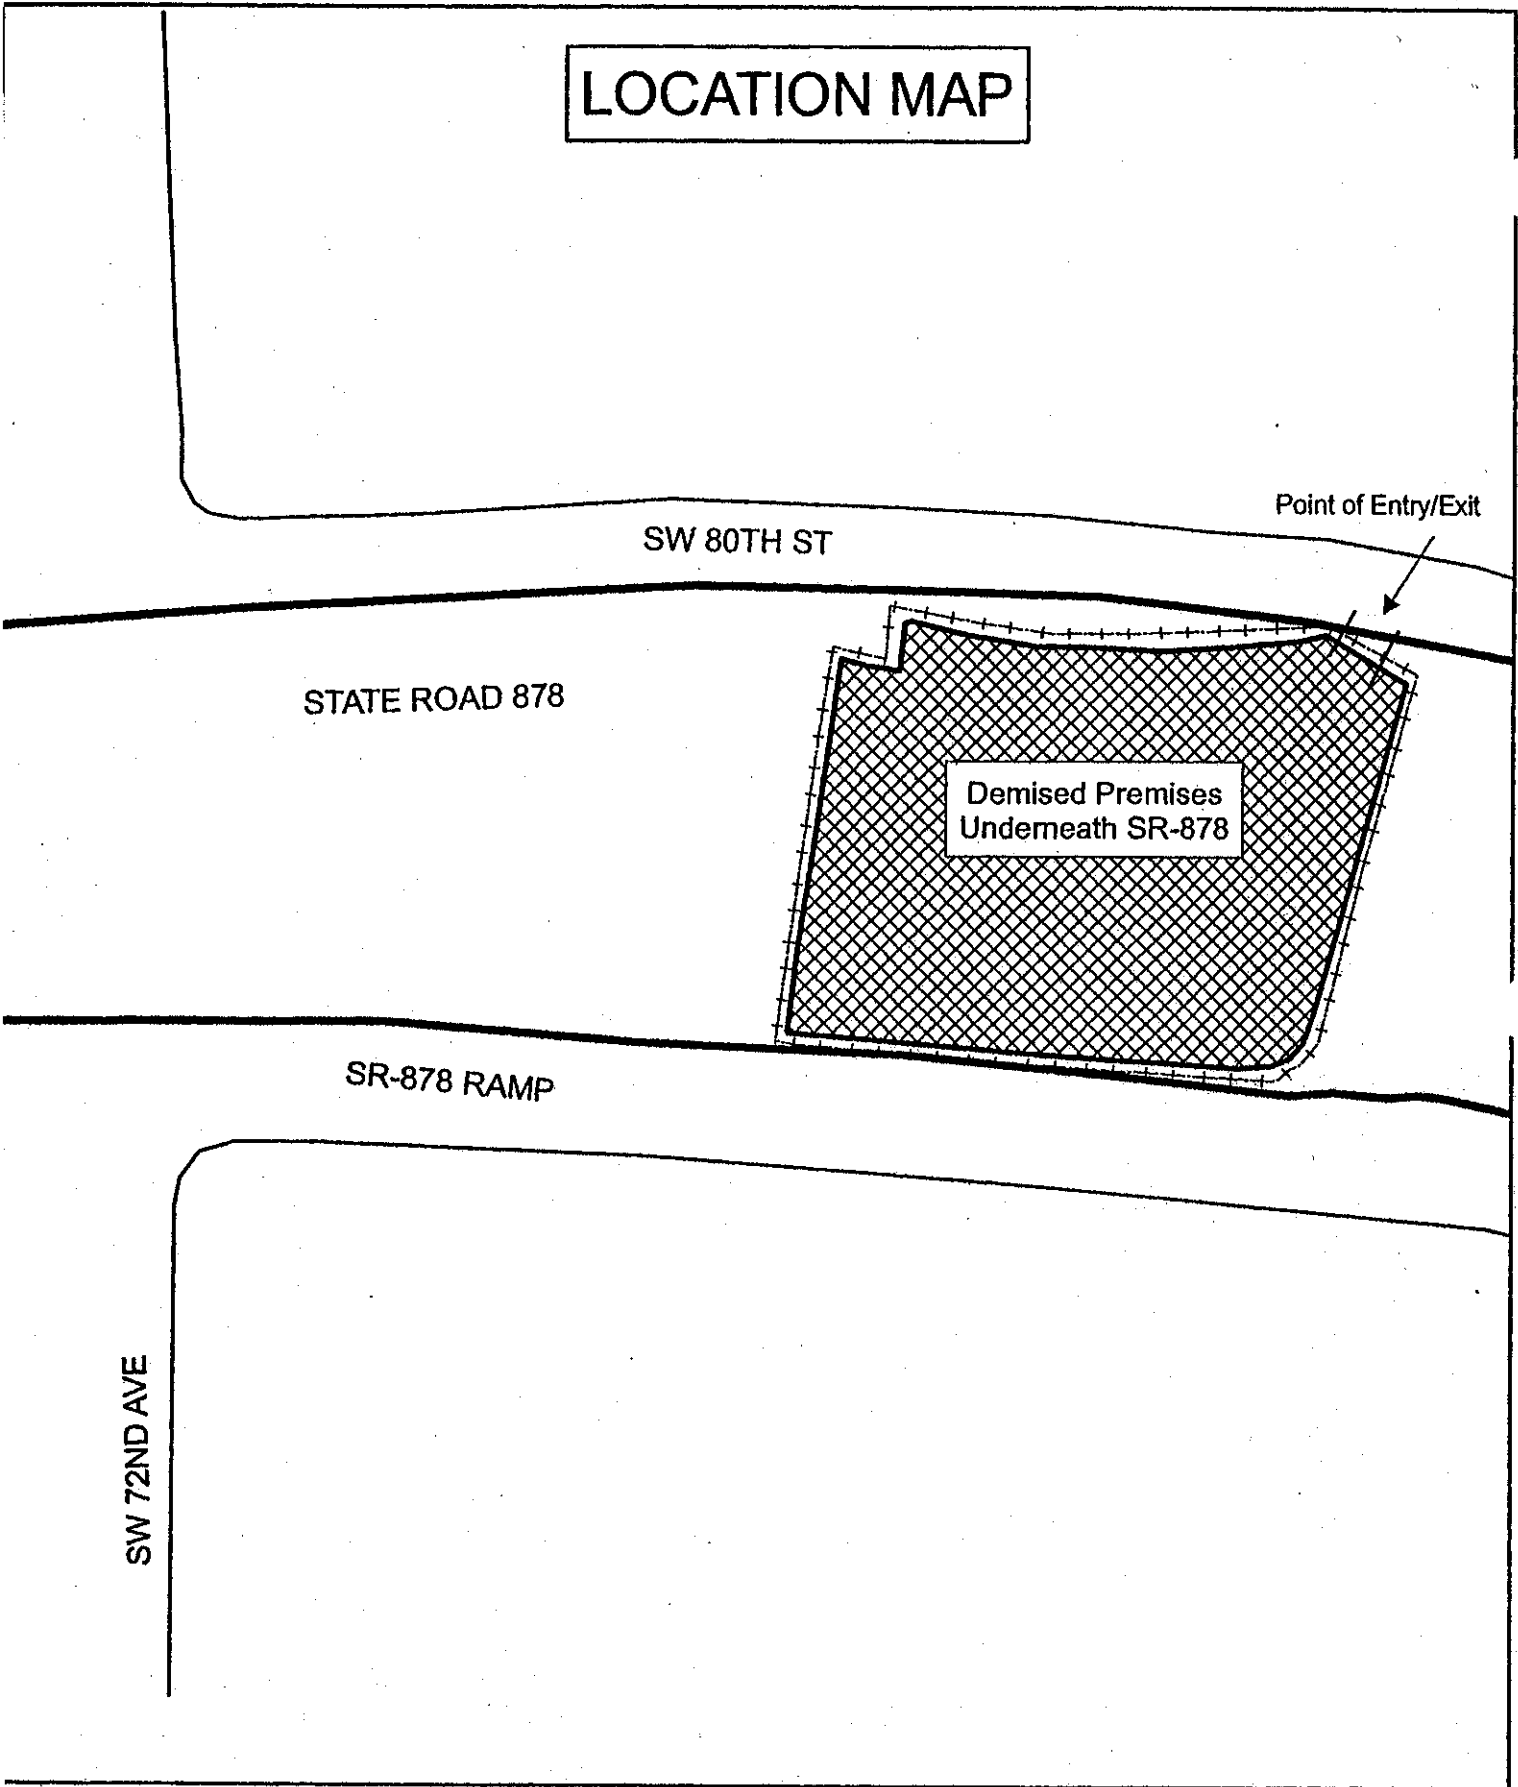 LOCATION MAP
Point of Entry/Exit
SW 80TH ST
STATE ROAD 878
Demised Premises
Underneath SR-878
SR-878 RAMP
SW 72ND AVE